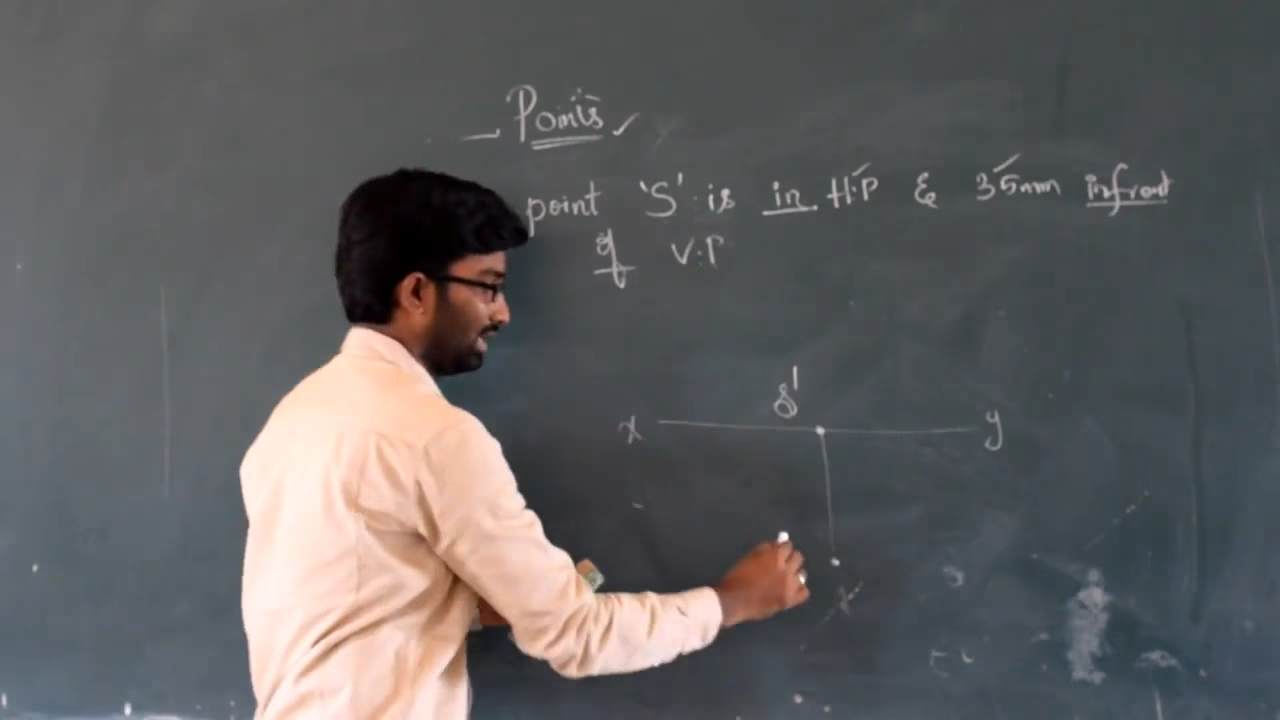 Points
point 'S' is in H.P & 35mm infront
of V.P
s'
x y